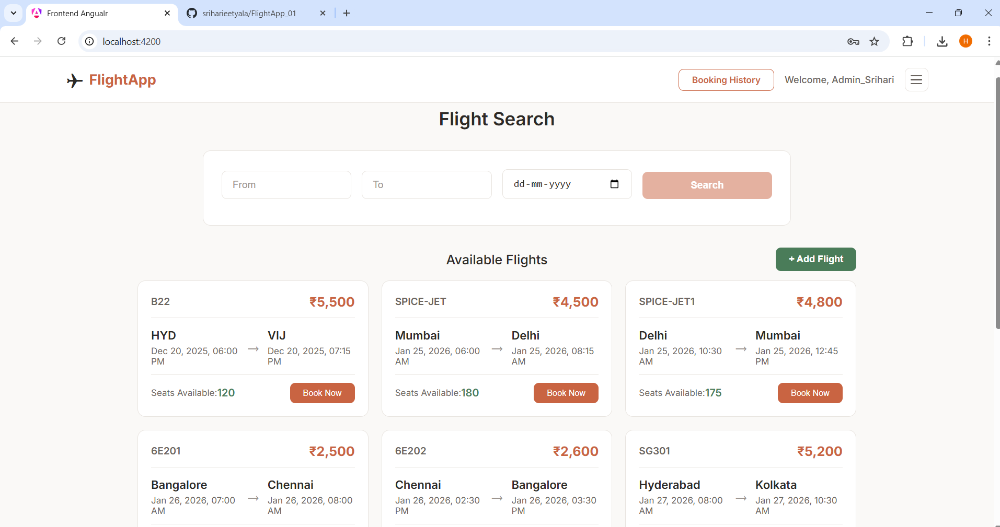 Frontend Angualr
sriharieetyala/FlightApp_01
localhost:4200
H
FlightApp
Booking History
Welcome, Admin_Srihari
Flight Search
From
To
dd-mm-yyyy
Search
Available Flights
+ Add Flight
B22
₹5,500
HYD
Dec 20, 2025, 06:00
PM
→
VIJ
Dec 20, 2025, 07:15
PM
Seats Available:120
Book Now
SPICE-JET
₹4,500
Mumbai
Jan 25, 2026, 06:00
AM
→
Delhi
Jan 25, 2026, 08:15
AM
Seats Available:180
Book Now
SPICE-JET1
₹4,800
Delhi
Jan 25, 2026, 10:30
AM
→
Mumbai
Jan 25, 2026, 12:45
PM
Seats Available:175
Book Now
6E201
₹2,500
Bangalore
Jan 26, 2026, 07:00
AM
→
Chennai
Jan 26, 2026, 08:00
AM
6E202
₹2,600
Chennai
Jan 26, 2026, 02:30
PM
→
Bangalore
Jan 26, 2026, 03:30
PM
SG301
₹5,200
Hyderabad
Jan 27, 2026, 08:00
AM
→
Kolkata
Jan 27, 2026, 10:30
AM